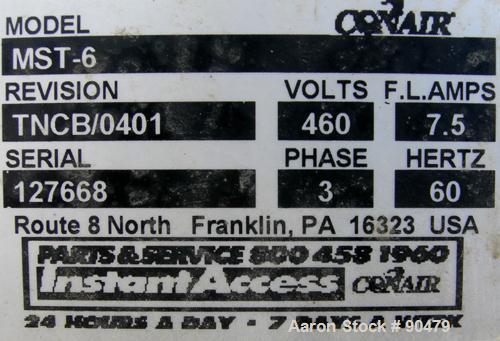 MODEL CONAIR
MST-6
REVISION VOLTS F.L.AMPS
TNCB/0401 460 7.5
SERIAL PHASE HERTZ
127668 3 60
Route 8 North Franklin, PA 16323 USA
PARTS & SERVICE 800 458 1960
Instant Access CONAIR
24 HOURS A DAY • 7 DAYS A WEEK
Aaron Stock # 90479